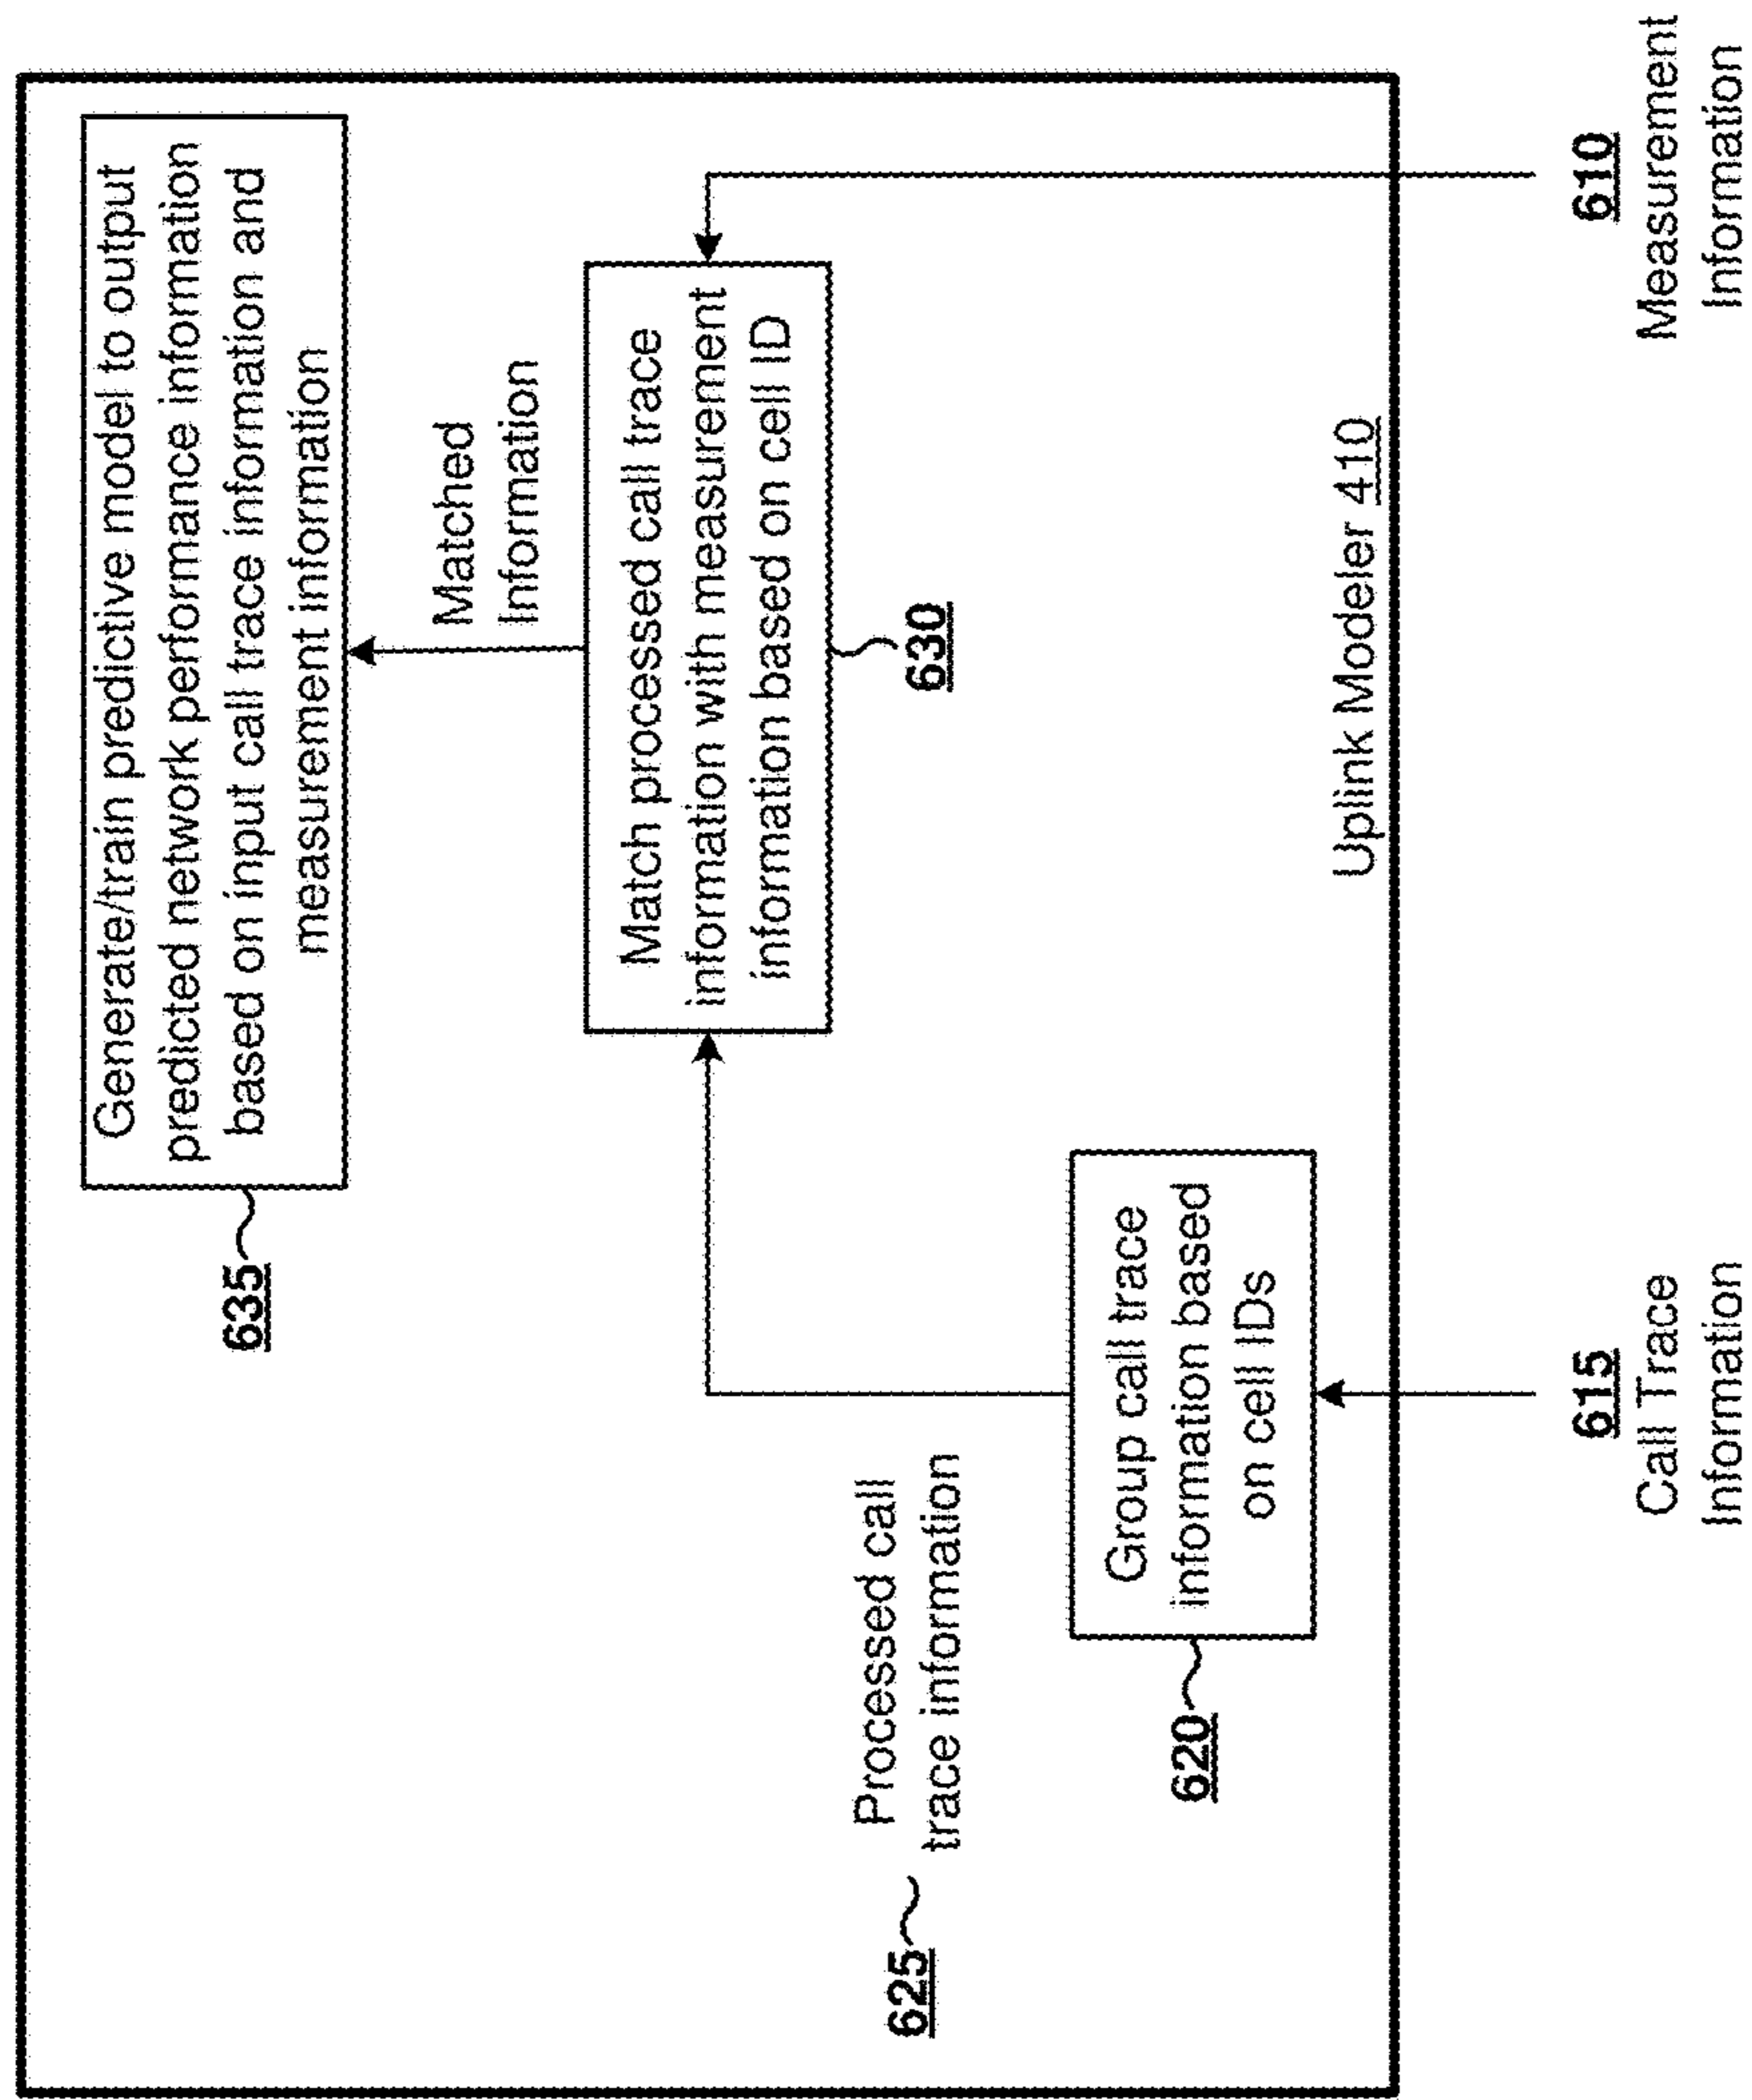 635
Generate/train predictive model to output
predicted network performance information
based on input call trace information and
measurement information
Matched
Information
Match processed call trace
information with measurement
information based on cell ID
630
625
Processed call
trace information
620
Group call trace
information based
on cell IDs
Uplink Modeler 410
615
Call Trace
Information
610
Measurement
Information